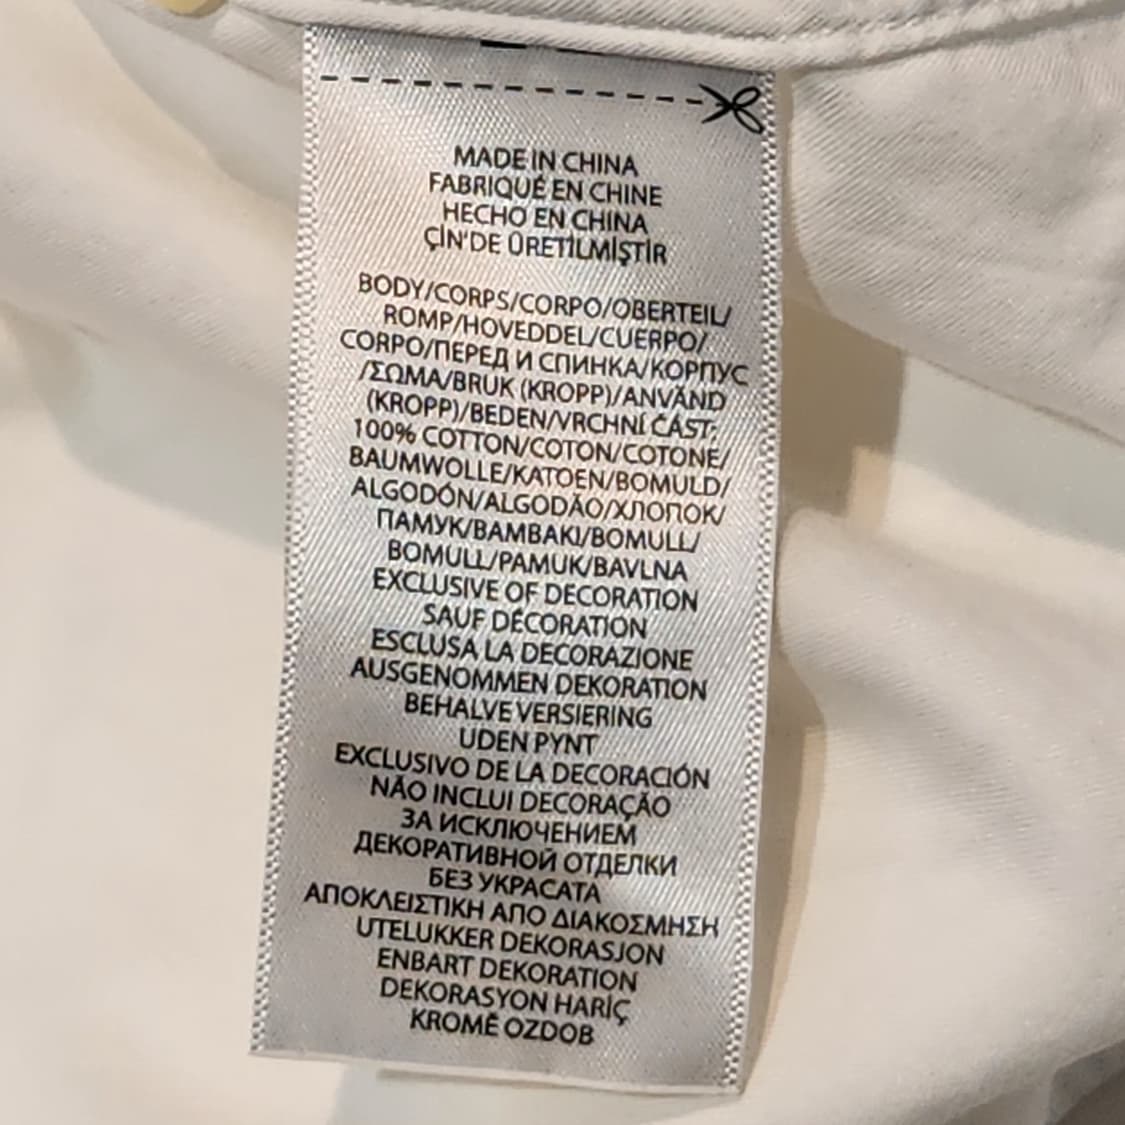 MADE IN CHINA
FABRIQUÉ EN CHINE
HECHO EN CHINA
ÇİN'DE ÜRETİLMİŞTİR
BODY/CORPS/CORPO/OBERTEIL/
ROMP/HOVEDDEL/CUERPO/
CORPO/ПЕРЕД И СПИНКА/КОРПУС
/ΣΩΜΑ/BRUK (KROPP)/ANVÄND
(KROPP)/BEDEN/VRCHNÍ ČÁST:
100% COTTON/COTON/COTONE/
BAUMWOLLE/KATOEN/BOMULD/
ALGODÓN/ALGODÃO/ХЛОПОК/
ПАМУК/ΒΑΜΒΑΚΙ/BOMULL/
BOMULL/PAMUK/BAVLNA
EXCLUSIVE OF DECORATION
SAUF DÉCORATION
ESCLUSA LA DECORAZIONE
AUSGENOMMEN DEKORATION
BEHALVE VERSIERING
UDEN PYNT
EXCLUSIVO DE LA DECORACIÓN
NÃO INCLUI DECORAÇÃO
ЗА ИСКЛЮЧЕНИЕМ
ДЕКОРАТИВНОЙ ОТДЕЛКИ
БЕЗ УКРАСАТА
ΑΠΟΚΛΕΙΣΤΙΚΗ ΑΠΟ ΔΙΑΚΟΣΜΗΣΗ
UTELUKKER DEKORASJON
ENBART DEKORATION
DEKORASYON HARİÇ
KROMĚ OZDOB